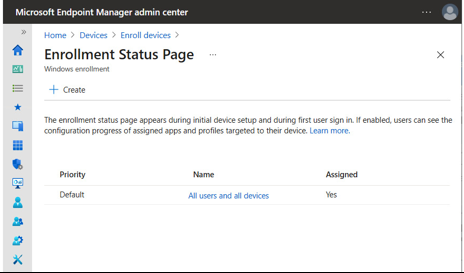 Microsoft Endpoint Manager admin center
Home > Devices > Enroll devices >
Enrollment Status Page ...
Windows enrollment
+ Create
The enrollment status page appears during initial device setup and during first user sign in. If enabled, users can see the
configuration progress of assigned apps and profiles targeted to their device. Learn more.
Priority Name Assigned
Default All users and all devices Yes